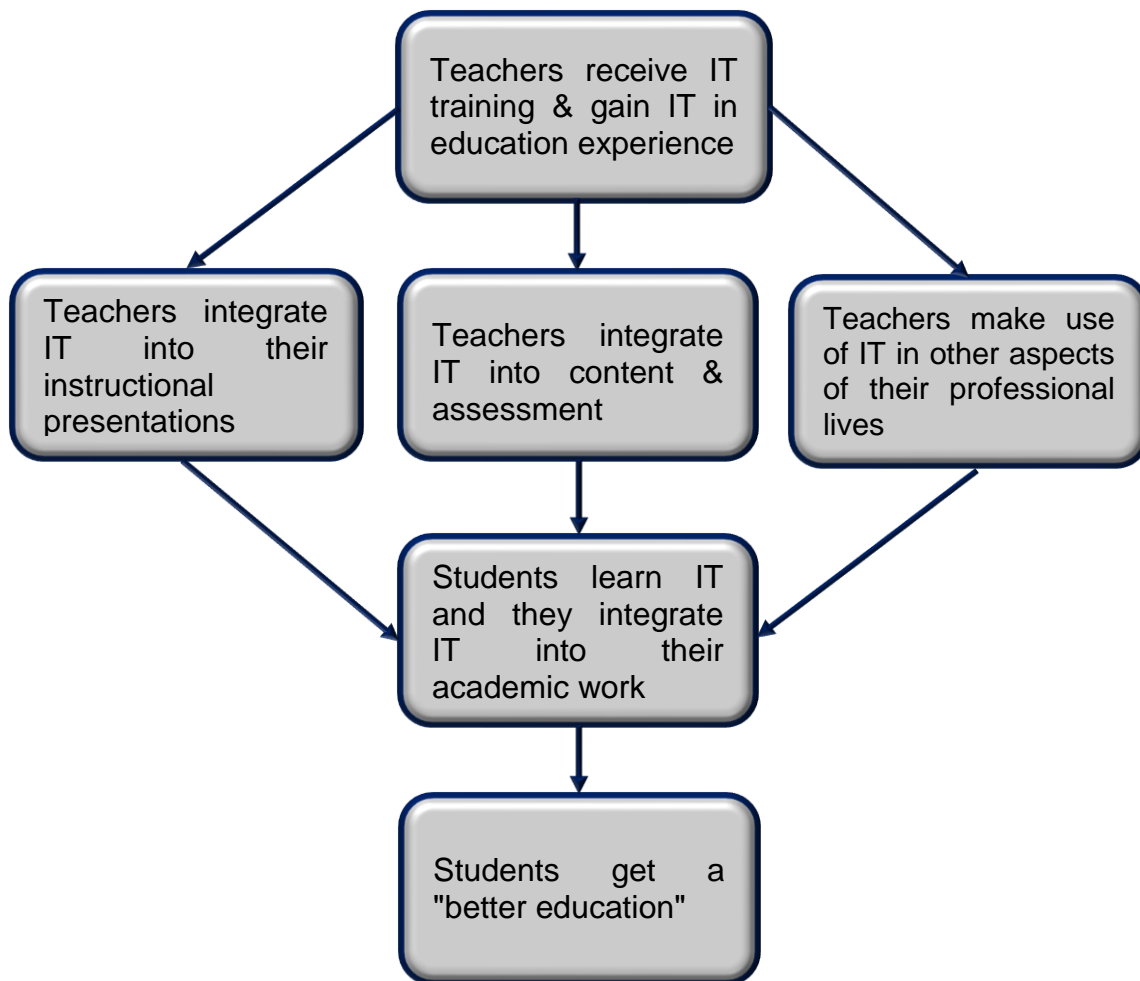 Teachers receive IT
training & gain IT in
education experience
Teachers integrate
IT into their
instructional
presentations
Teachers integrate
IT into content &
assessment
Teachers make use
of IT in other aspects
of their professional
lives
Students learn IT
and they integrate
IT into their
academic work
Students get a
"better education"